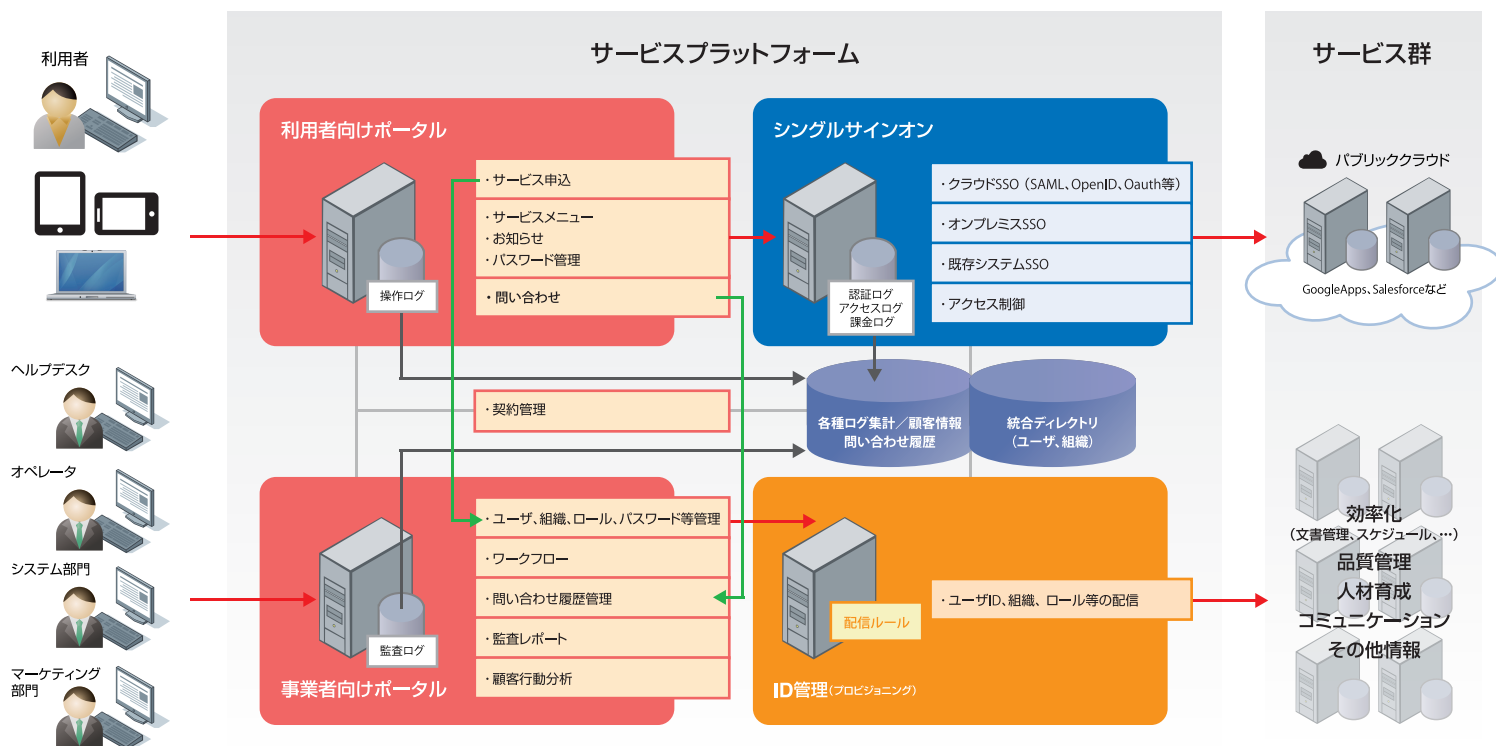 サービスプラットフォーム
サービス群
利用者
利用者向けポータル
・サービス申込
・サービスメニュー
・お知らせ
・パスワード管理
・問い合わせ
操作ログ
シングルサインオン
・クラウドSSO（SAML、OpenID、Oauth等）
・オンプレミスSSO
・既存システムSSO
・アクセス制御
認証ログ
アクセスログ
課金ログ
パブリッククラウド
GoogleApps、Salesforceなど
ヘルプデスク
オペレータ
システム部門
マーケティング
部門
・契約管理
各種ログ集計／顧客情報
問い合わせ履歴
統合ディレクトリ
（ユーザ、組織）
・ユーザ、組織、ロール、パスワード等管理
・ワークフロー
・問い合わせ履歴管理
・監査レポート
・顧客行動分析
監査ログ
事業者向けポータル
・ユーザID、組織、ロール等の配信
配信ルール
ID管理（プロビジョニング）
効率化
（文書管理、スケジュール、…）
品質管理
人材育成
コミュニケーション
その他情報